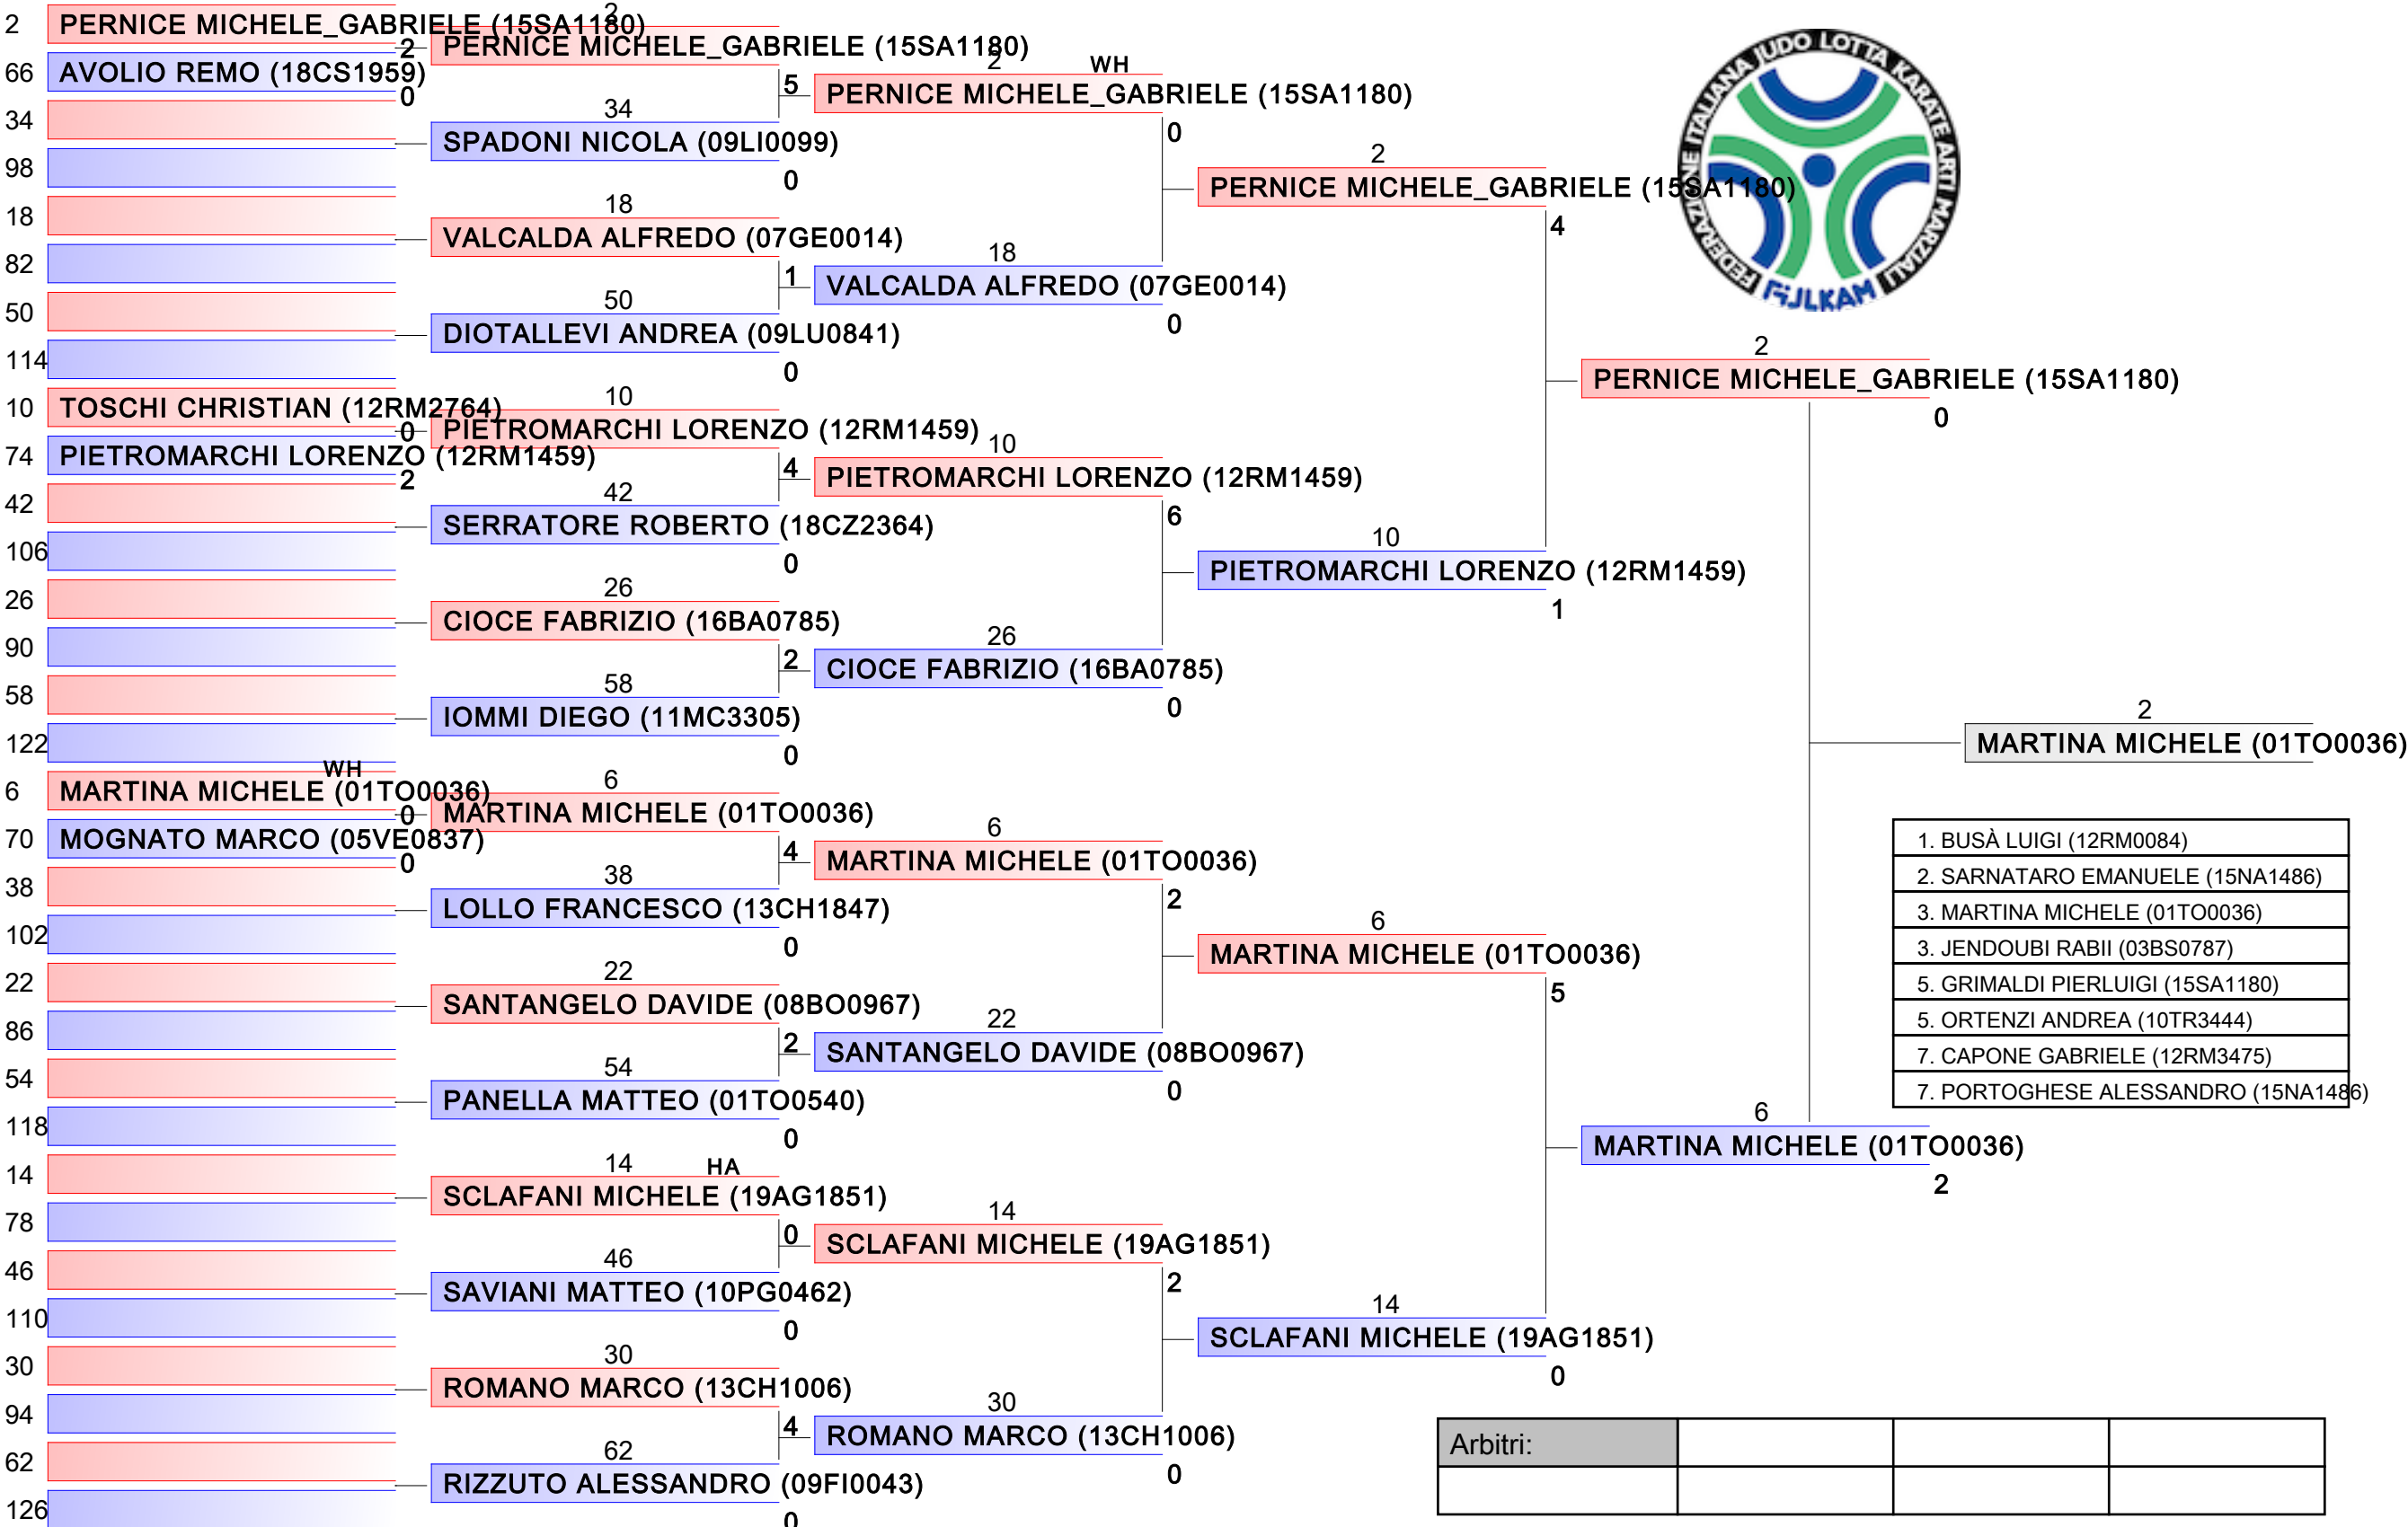 2 PERNICE MICHELE_GABRIELE (15SA1180)
2
66 AVOLIO REMO (18CS1959)
0
34
98
18
82
50
114
10 TOSCHI CHRISTIAN (12RM2764)
0
74 PIETROMARCHI LORENZO (12RM1459)
2
42
106
26
90
58
122
WH
6 MARTINA MICHELE (01TO0036)
0
70 MOGNATO MARCO (05VE0837)
0
38
102
22
86
54
118
14
78
46
110
30
94
62
126
2
PERNICE MICHELE_GABRIELE (15SA1180)
5
34
SPADONI NICOLA (09LI0099)
0
18
VALCALDA ALFREDO (07GE0014)
1
50
DIOTALLEVI ANDREA (09LU0841)
0
10
PIETROMARCHI LORENZO (12RM1459)
4
42
SERRATORE ROBERTO (18CZ2364)
0
26
CIOCE FABRIZIO (16BA0785)
2
58
IOMMI DIEGO (11MC3305)
0
6
MARTINA MICHELE (01TO0036)
4
38
LOLLO FRANCESCO (13CH1847)
0
22
SANTANGELO DAVIDE (08BO0967)
2
54
PANELLA MATTEO (01TO0540)
0
14 HA
SCLAFANI MICHELE (19AG1851)
0
46
SAVIANI MATTEO (10PG0462)
0
30
ROMANO MARCO (13CH1006)
4
62
RIZZUTO ALESSANDRO (09FI0043)
0
2 WH
PERNICE MICHELE_GABRIELE (15SA1180)
0
18
VALCALDA ALFREDO (07GE0014)
0
10
PIETROMARCHI LORENZO (12RM1459)
6
26
CIOCE FABRIZIO (16BA0785)
0
6
MARTINA MICHELE (01TO0036)
2
22
SANTANGELO DAVIDE (08BO0967)
0
14
SCLAFANI MICHELE (19AG1851)
2
30
ROMANO MARCO (13CH1006)
0
2
PERNICE MICHELE_GABRIELE (15SA1180)
4
10
PIETROMARCHI LORENZO (12RM1459)
1
6
MARTINA MICHELE (01TO0036)
5
14
SCLAFANI MICHELE (19AG1851)
0
FEDERAZIONE ITALIANA JUDO LOTTA KARATE ARTI MARZIALI
FIJLKAM
2
PERNICE MICHELE_GABRIELE (15SA1180)
0
6
MARTINA MICHELE (01TO0036)
2
2
MARTINA MICHELE (01TO0036)
1. BUSÀ LUIGI (12RM0084)
2. SARNATARO EMANUELE (15NA1486)
3. MARTINA MICHELE (01TO0036)
3. JENDOUBI RABII (03BS0787)
5. GRIMALDI PIERLUIGI (15SA1180)
5. ORTENZI ANDREA (10TR3444)
7. CAPONE GABRIELE (12RM3475)
7. PORTOGHESE ALESSANDRO (15NA1486)
Arbitri: